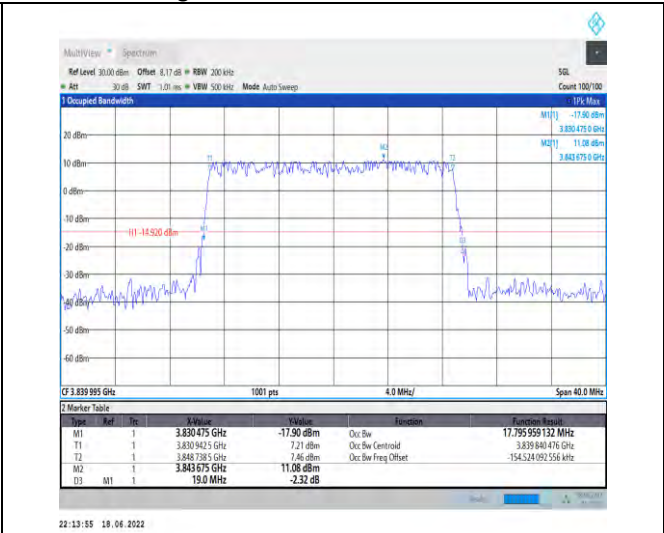 MultiView Spectrum
Ref Level 30.00 dBm Offset 8.17 dB RBW 200 kHz SGL
Att 30 dB SWT 1.01 ms VBW 500 kHz Mode Auto Sweep Count 100/100
1 Occupied Bandwidth 1Pk Max
M1[1] -17.90 dBm
3.830 475 0 GHz
M2[1] 11.08 dBm
3.843 675 0 GHz
20 dBm
M2
T1 T2
10 dBm
0 dBm
-10 dBm
M1
H1 -14.920 dBm
D3
-20 dBm
-30 dBm
-40 dBm
-50 dBm
-60 dBm
CF 3.839 995 GHz 1001 pts 4.0 MHz/ Span 40.0 MHz
2 Marker Table
Type Ref Trc X-Value Y-Value Function Function Result
M1 1 3.830 475 GHz -17.90 dBm Occ Bw 17.795 959 132 MHz
T1 1 3.830 942 5 GHz 7.21 dBm Occ Bw Centroid 3.839 840 476 GHz
T2 1 3.848 738 5 GHz 7.46 dBm Occ Bw Freq Offset -154.524 092 556 kHz
M2 1 3.843 675 GHz 11.08 dBm
D3 M1 1 19.0 MHz -2.32 dB
22:13:55 18.06.2022